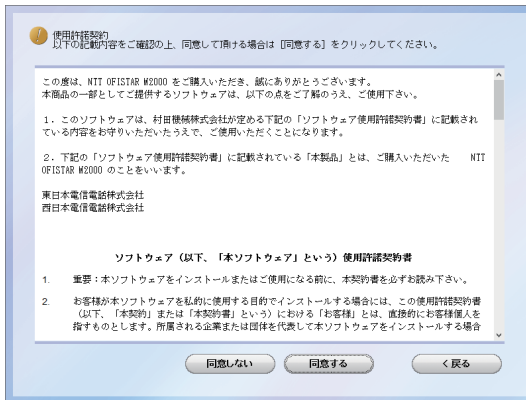 使用許諾契約
以下の記載内容をご確認の上、同意して頂ける場合は [同意する] をクリックしてください。
この度は、NTT OFISTAR M2000 をご購入いただき、誠にありがとうございます。
本商品の一部としてご提供するソフトウェアは、以下の点をご了解のうえ、ご使用下さい。
1．このソフトウェアは、村田機械株式会社が定める下記の「ソフトウェア使用許諾契約書」に記載され
ている内容をお守りいただいたうえで、ご使用いただくことになります。
2．下記の「ソフトウェア使用許諾契約書」に記載されている「本製品」とは、ご購入いただいた NTT
OFISTAR M2000 のことをいいます。
東日本電信電話株式会社
西日本電信電話株式会社
ソフトウェア（以下、「本ソフトウェア」という）使用許諾契約書
1. 重要：本ソフトウェアをインストールまたはご使用になる前に、本契約書を必ずお読み下さい。
2. お客様が本ソフトウェアを私的に使用する目的でインストールする場合には、この使用許諾契約書
（以下、「本契約」または「本契約書」という）における「お客様」とは、直接的にお客様個人を
指すものとします。所属される企業または団体を代表して本ソフトウェアをインストールする場合
同意しない 同意する < 戻る